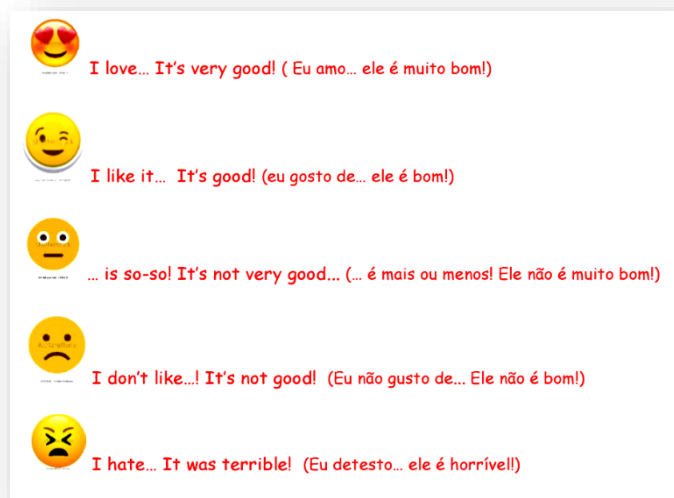 I love... It's very good! ( Eu amo... ele é muito bom!)
I like it... It's good! (eu gosto de... ele é bom!)
... is so-so! It's not very good... (... é mais ou menos! Ele não é muito bom!)
I don't like...! It's not good! (Eu não gusto de... Ele não é bom!)
I hate... It was terrible! (Eu detesto... ele é horrível!)